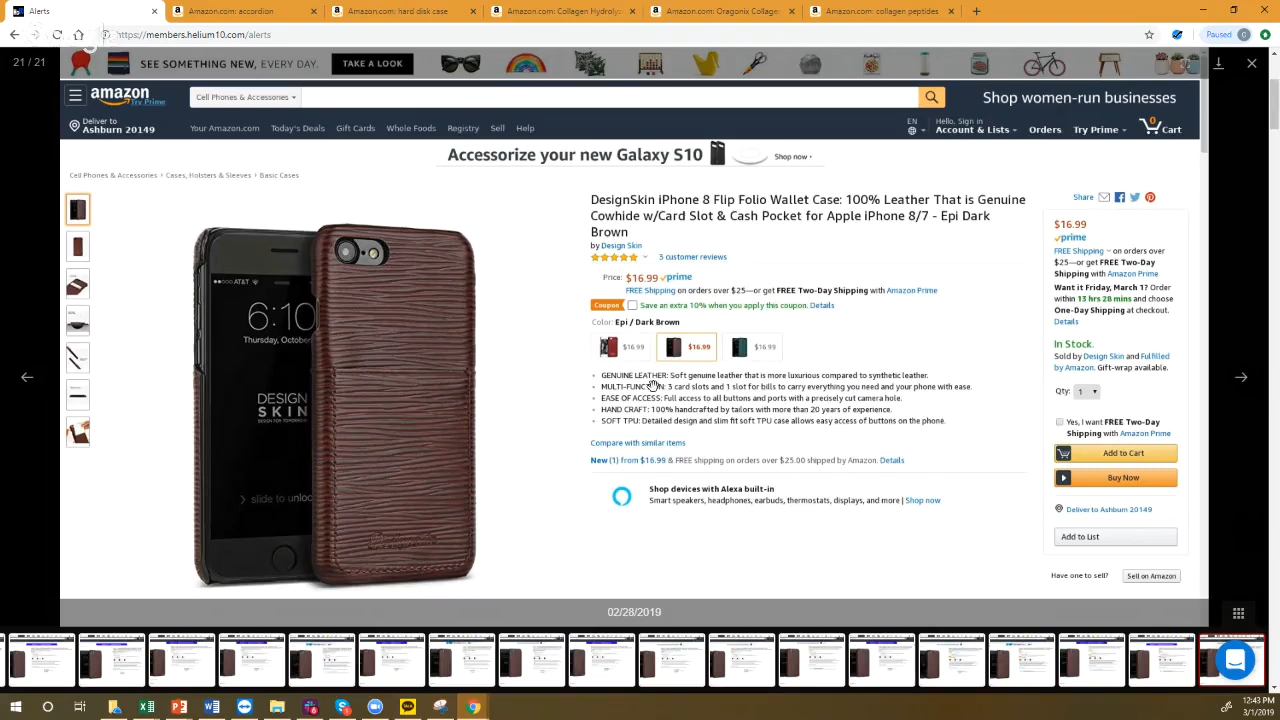 Alerts
Amazon.com: accordion
Amazon.com: hard disk case
Amazon.com: Collagen Hydroly
Amazon.com: Orgonix Collagen
Amazon.com: collagen peptides
https://members.helium10.com/alerts
Paused
21 / 21
SEE SOMETHING NEW, EVERY DAY.
TAKE A LOOK
amazon
Try Prime
Cell Phones & Accessories
Shop women-run businesses
Deliver to
Ashburn 20149
Your Amazon.com Today's Deals Gift Cards Whole Foods Registry Sell Help
EN
Hello, Sign in
Account & Lists
Orders
Try Prime
0
Cart
Accessorize your new Galaxy S10
Shop now ›
Cell Phones & Accessories › Cases, Holsters & Sleeves › Basic Cases
DesignSkin iPhone 8 Flip Folio Wallet Case: 100% Leather That is Genuine
Cowhide w/Card Slot & Cash Pocket for Apple iPhone 8/7 - Epi Dark
Brown
by Design Skin
3 customer reviews
Price: $16.99 prime
FREE Shipping on orders over $25—or get FREE Two-Day Shipping with Amazon Prime
Coupon Save an extra 10% when you apply this coupon. Details
Color: Epi / Dark Brown
$16.99 $16.99 $16.99
GENUINE LEATHER: Soft genuine leather that is more luxurious compared to synthetic leather.
MULTI-FUNCTION: 3 card slots and 1 slot for bills to carry everything you need and your phone with ease.
EASE OF ACCESS: Full access to all buttons and ports with a precisely cut camera hole.
HAND CRAFT: 100% handcrafted by tailors with more than 20 years of experience.
SOFT TPU: Detailed design and slim fit soft TPU case allows easy access of buttons on the phone.
Compare with similar items
New (1) from $16.99 & FREE shipping on orders over $25.00 shipped by Amazon. Details
Shop devices with Alexa built-in
Smart speakers, headphones, earbuds, thermostats, displays, and more | Shop now
Share
$16.99
prime
FREE Shipping on orders over
$25—or get FREE Two-Day
Shipping with Amazon Prime
Want it Friday, March 1? Order
within 13 hrs 28 mins and choose
One-Day Shipping at checkout.
Details
In Stock.
Sold by Design Skin and Fulfilled
by Amazon. Gift-wrap available.
Qty: 1
Yes, I want FREE Two-Day
Shipping with Amazon Prime
Add to Cart
Buy Now
Deliver to Ashburn 20149
Add to List
Have one to sell?
Sell on Amazon
AT&T
6:10
Thursday, Octob
DESIGN
SKIN
slide to unloc
02/28/2019
12:43 PM
3/1/2019